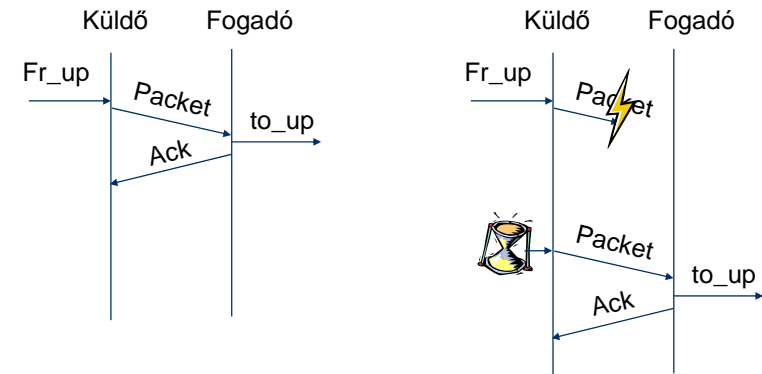 Küldő Fogadó
Fr_up
Packet
to_up
Ack
Küldő Fogadó
Fr_up
Packet
Packet
to_up
Ack